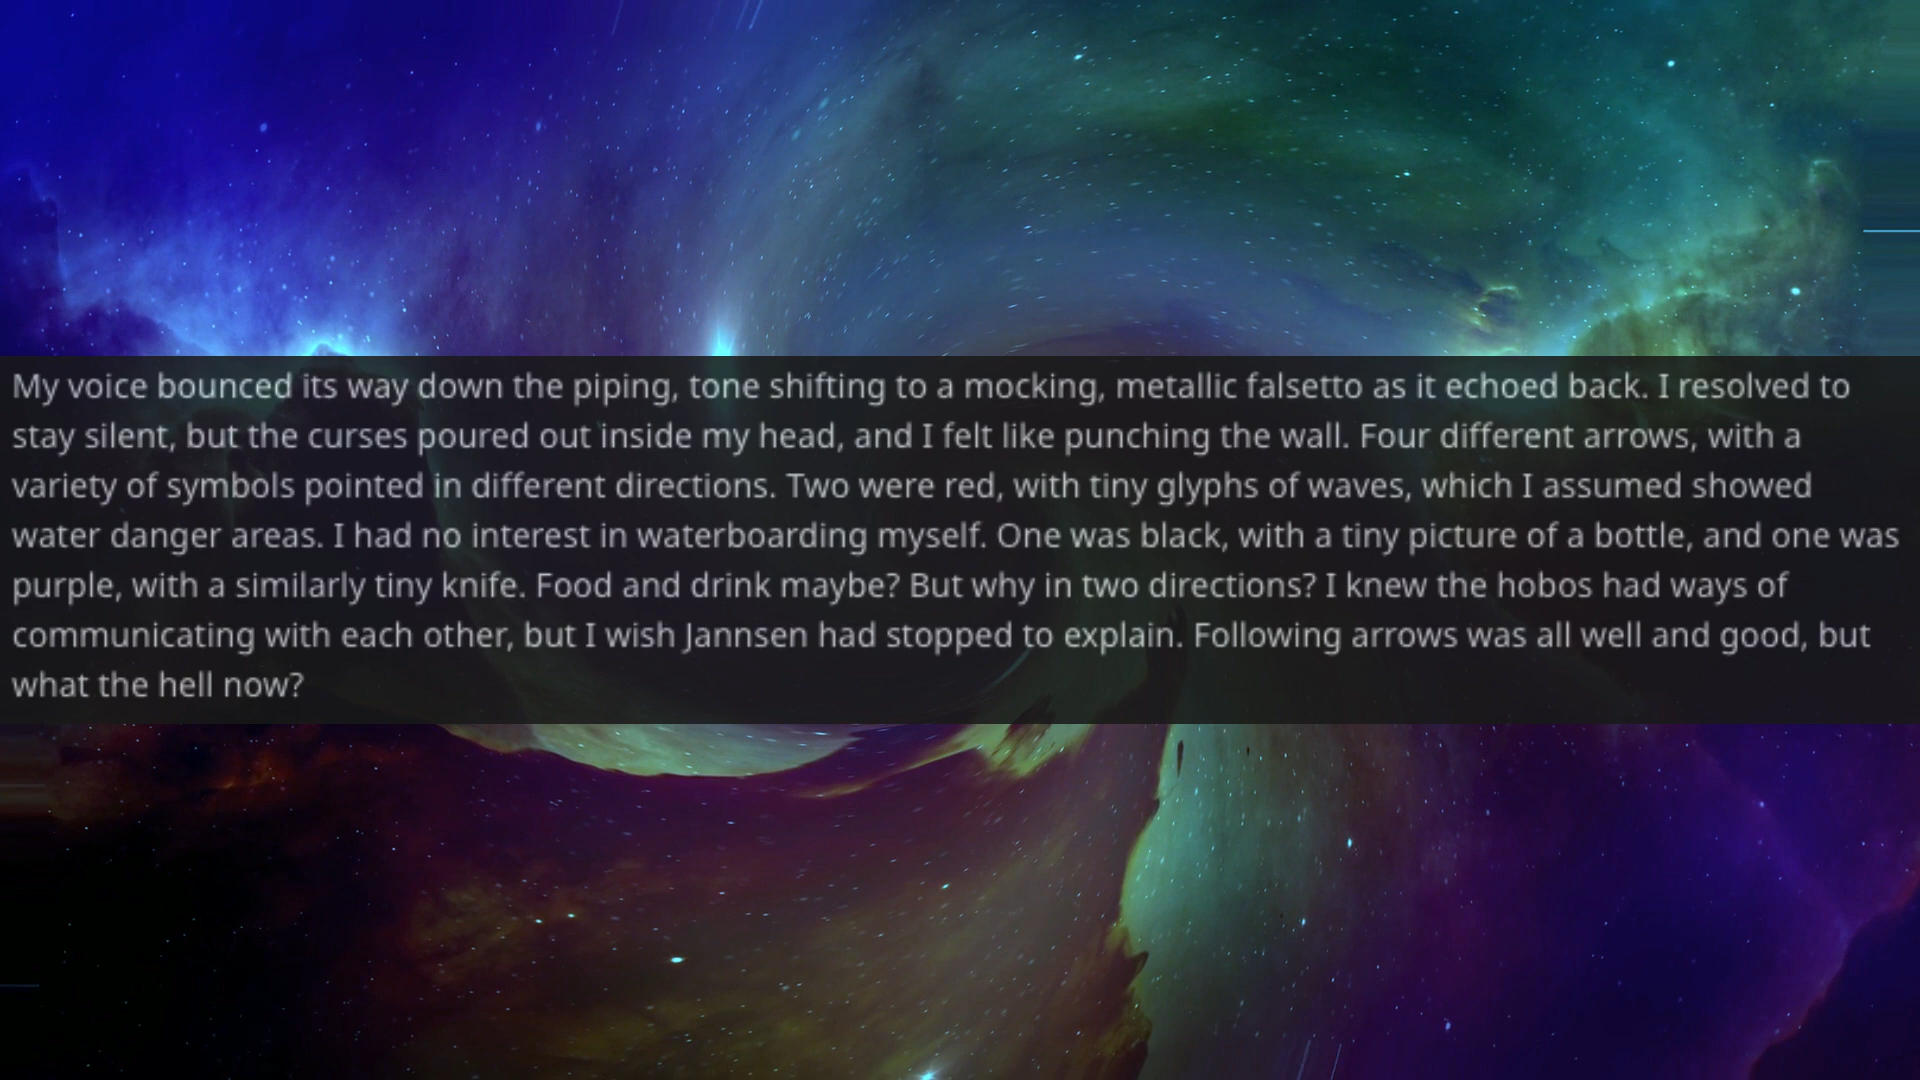 My voice bounced its way down the piping, tone shifting to a mocking, metallic falsetto as it echoed back. I resolved to
stay silent, but the curses poured out inside my head, and I felt like punching the wall. Four different arrows, with a
variety of symbols pointed in different directions. Two were red, with tiny glyphs of waves, which I assumed showed
water danger areas. I had no interest in waterboarding myself. One was black, with a tiny picture of a bottle, and one was
purple, with a similarly tiny knife. Food and drink maybe? But why in two directions? I knew the hobos had ways of
communicating with each other, but I wish Jannsen had stopped to explain. Following arrows was all well and good, but
what the hell now?